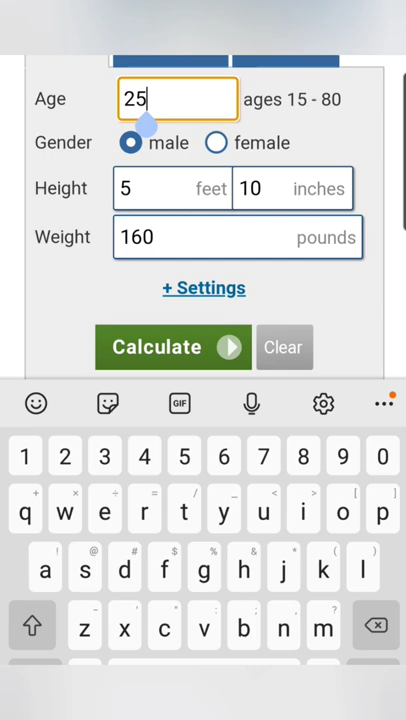 Age 25 ages 15 - 80
Gender male female
Height 5 feet 10 inches
Weight 160 pounds
+ Settings
Calculate Clear
GIF
1 2 3 4 5 6 7 8 9 0
+ × ÷ = / _ < > [ ]
q w e r t y u i o p
! @ # $ % ^ & * ( )
a s d f g h j k l
- ' " : ; , ?
z x c v b n m